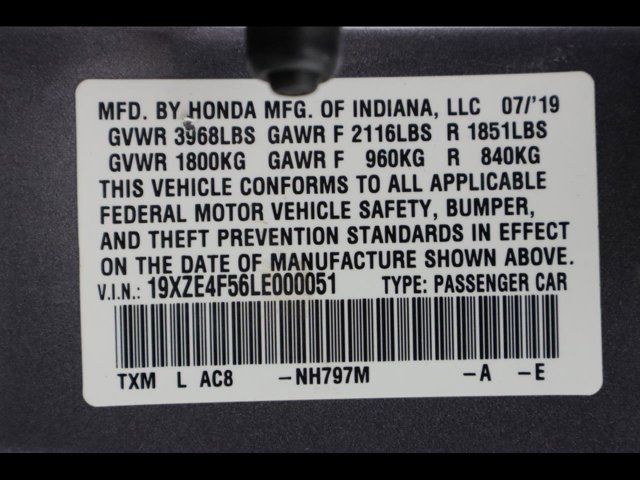 MFD. BY HONDA MFG. OF INDIANA, LLC 07/'19
GVWR 3968LBS GAWR F 2116LBS R 1851LBS
GVWR 1800KG GAWR F 960KG R 840KG
THIS VEHICLE CONFORMS TO ALL APPLICABLE
FEDERAL MOTOR VEHICLE SAFETY, BUMPER,
AND THEFT PREVENTION STANDARDS IN EFFECT
ON THE DATE OF MANUFACTURE SHOWN ABOVE.
V.I.N.: 19XZE4F56LE000051 TYPE: PASSENGER CAR
TXM L AC8 -NH797M -A -E